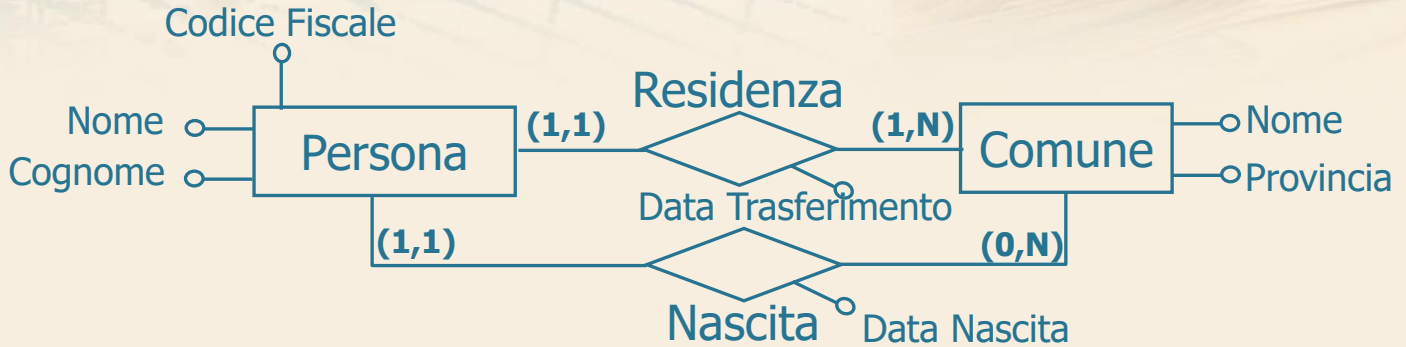 Codice Fiscale
Residenza
Nome
(1,1)
(1,N)
Nome
Persona
Comune
Cognome
Provincia
Data Trasferimento
(1,1)
(0,N)
Nascita
Data Nascita